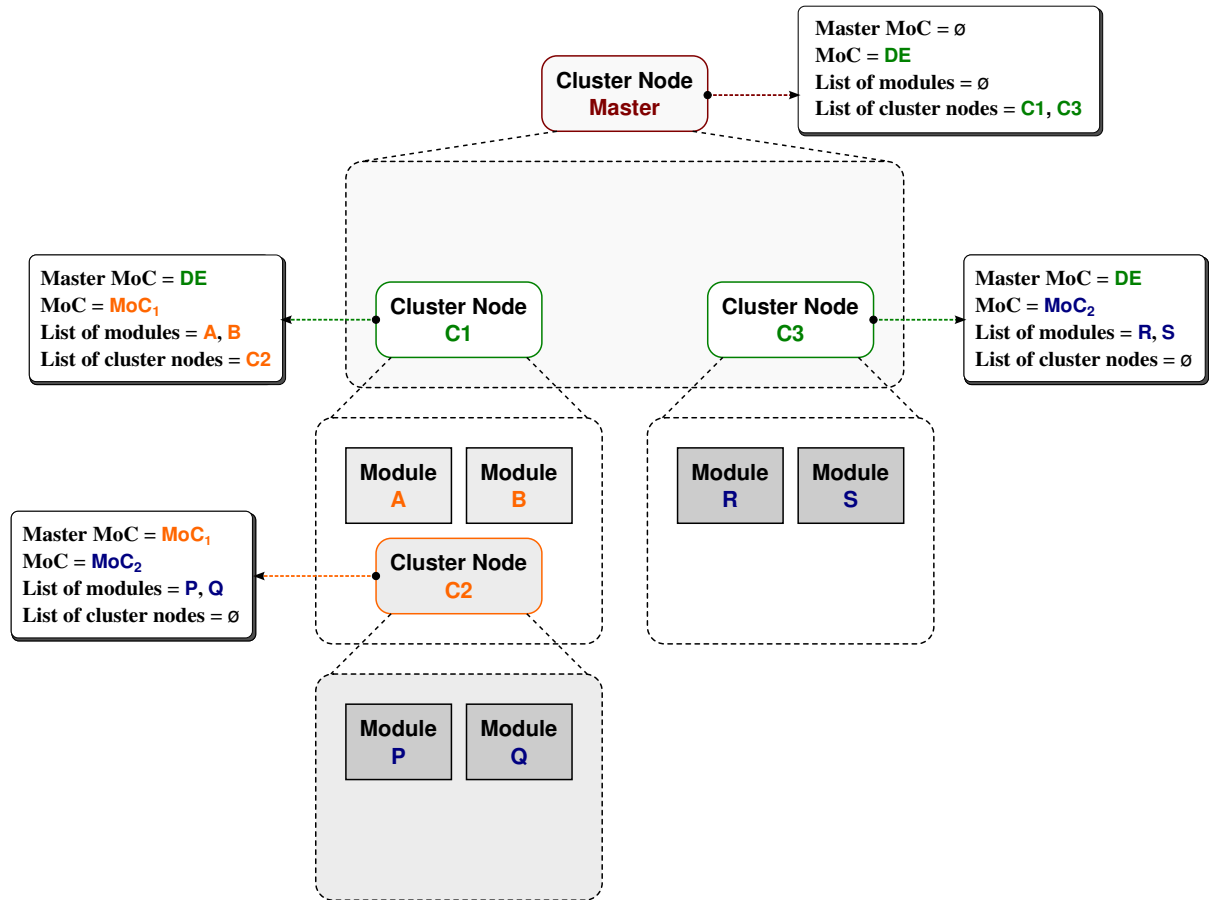 Cluster Node
Master
Master MoC = ∅
MoC = DE
List of modules = ∅
List of cluster nodes = C1, C3
Master MoC = DE
MoC = MoC₁
List of modules = A, B
List of cluster nodes = C2
Cluster Node
C1
Cluster Node
C3
Master MoC = DE
MoC = MoC₂
List of modules = R, S
List of cluster nodes = ∅
Module
A
Module
B
Module
R
Module
S
Master MoC = MoC₁
MoC = MoC₂
List of modules = P, Q
List of cluster nodes = ∅
Cluster Node
C2
Module
P
Module
Q